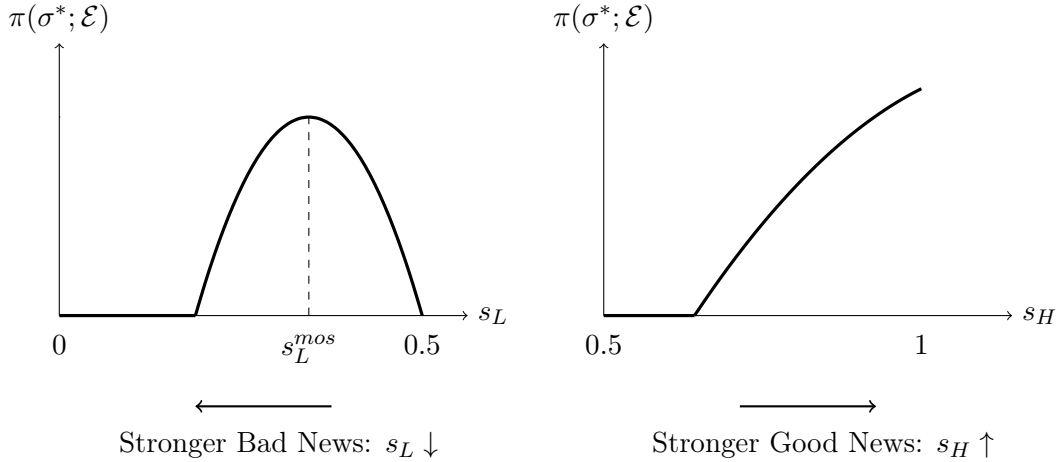 π(σ*; ℰ)
s_L
0
s_L^{mos}
0.5
Stronger Bad News: s_L ↓
π(σ*; ℰ)
s_H
0.5
1
Stronger Good News: s_H ↑